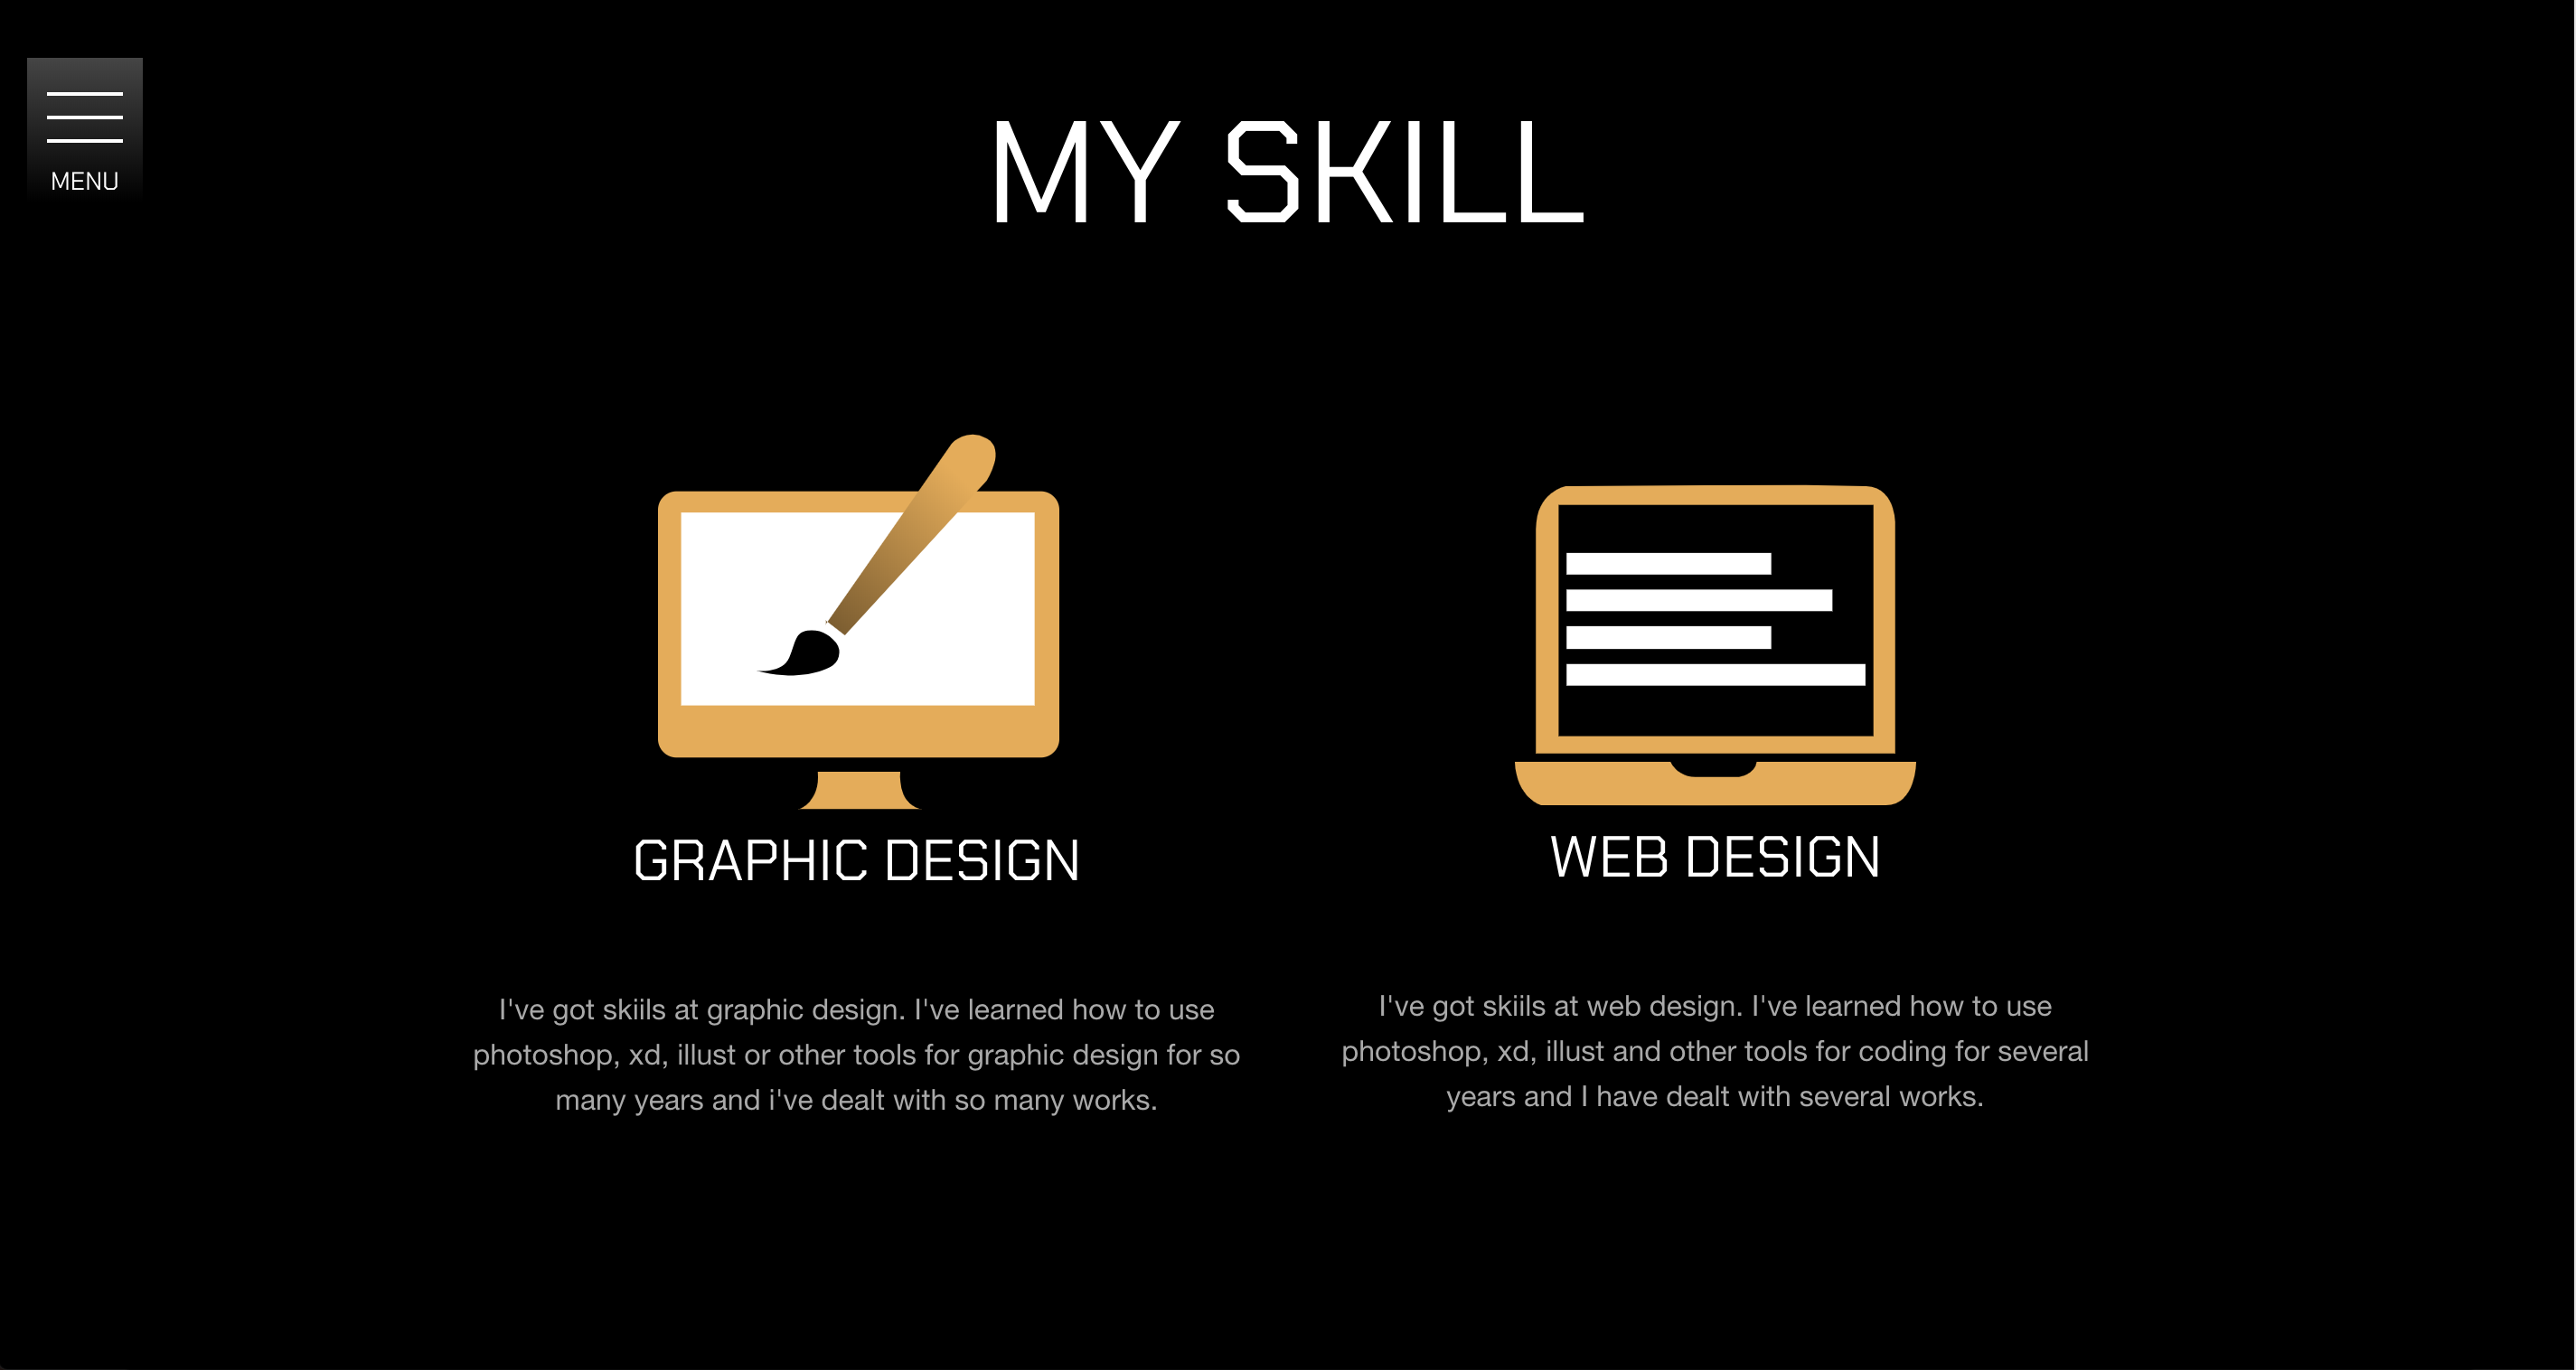 MENU
MY SKILL
GRAPHIC DESIGN
I've got skiils at graphic design. I've learned how to use
photoshop, xd, illust or other tools for graphic design for so
many years and i've dealt with so many works.
WEB DESIGN
I've got skiils at web design. I've learned how to use
photoshop, xd, illust and other tools for coding for several
years and I have dealt with several works.